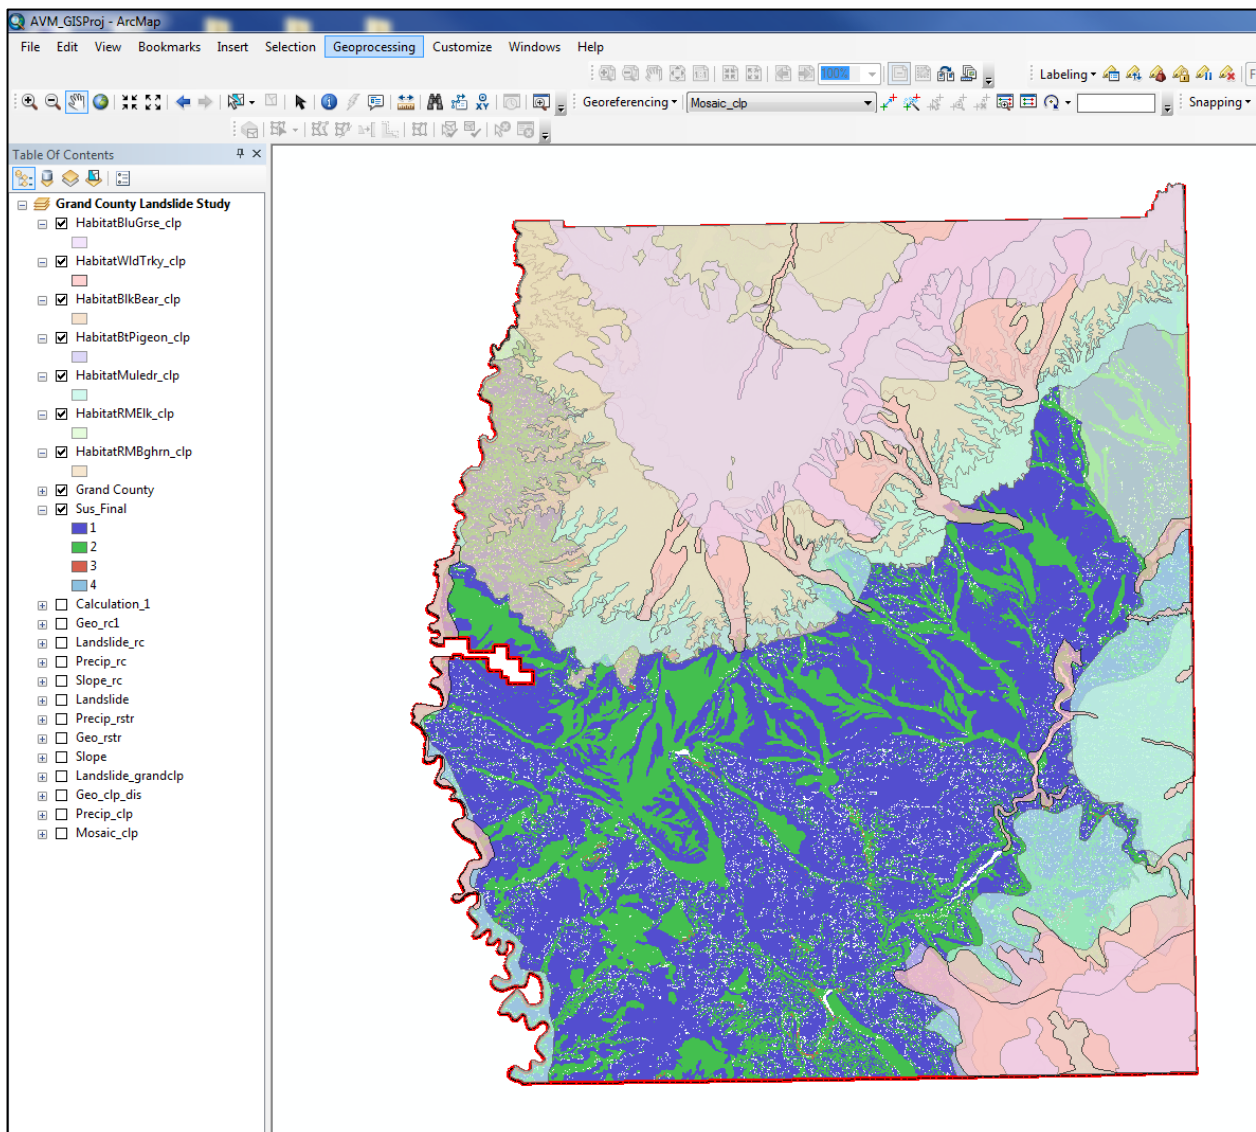 AVM_GISProj - ArcMap
File Edit View Bookmarks Insert Selection Geoprocessing Customize Windows Help
100% Labeling
Georeferencing Mosaic_clp Snapping
Table Of Contents
Grand County Landslide Study
HabitatBluGrse_clp
HabitatWldTrky_clp
HabitatBlkBear_clp
HabitatBtPigeon_clp
HabitatMuledr_clp
HabitatRMElk_clp
HabitatRMBghrn_clp
Grand County
Sus_Final
1
2
3
4
Calculation_1
Geo_rc1
Landslide_rc
Precip_rc
Slope_rc
Landslide
Precip_rstr
Geo_rstr
Slope
Landslide_grandclp
Geo_clp_dis
Precip_clp
Mosaic_clp